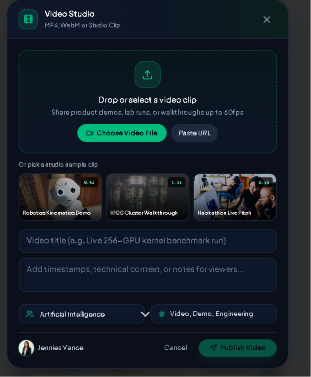 Video Studio
MP4, WebM or Studio Clip
Drop or select a video clip
Share product demos, lab runs, or walkthroughs up to 60fps
Choose Video File
Paste URL
Or pick a studio sample clip
Robotics Kinematics Demo
H100 Cluster Walkthrough
Hackathon Live Pitch
Video title (e.g. Live 256-GPU kernel benchmark run)
Add timestamps, technical context, or notes for viewers...
Artificial Intelligence
# Video, Demo, Engineering
Jennies Vance
Cancel
Publish Video